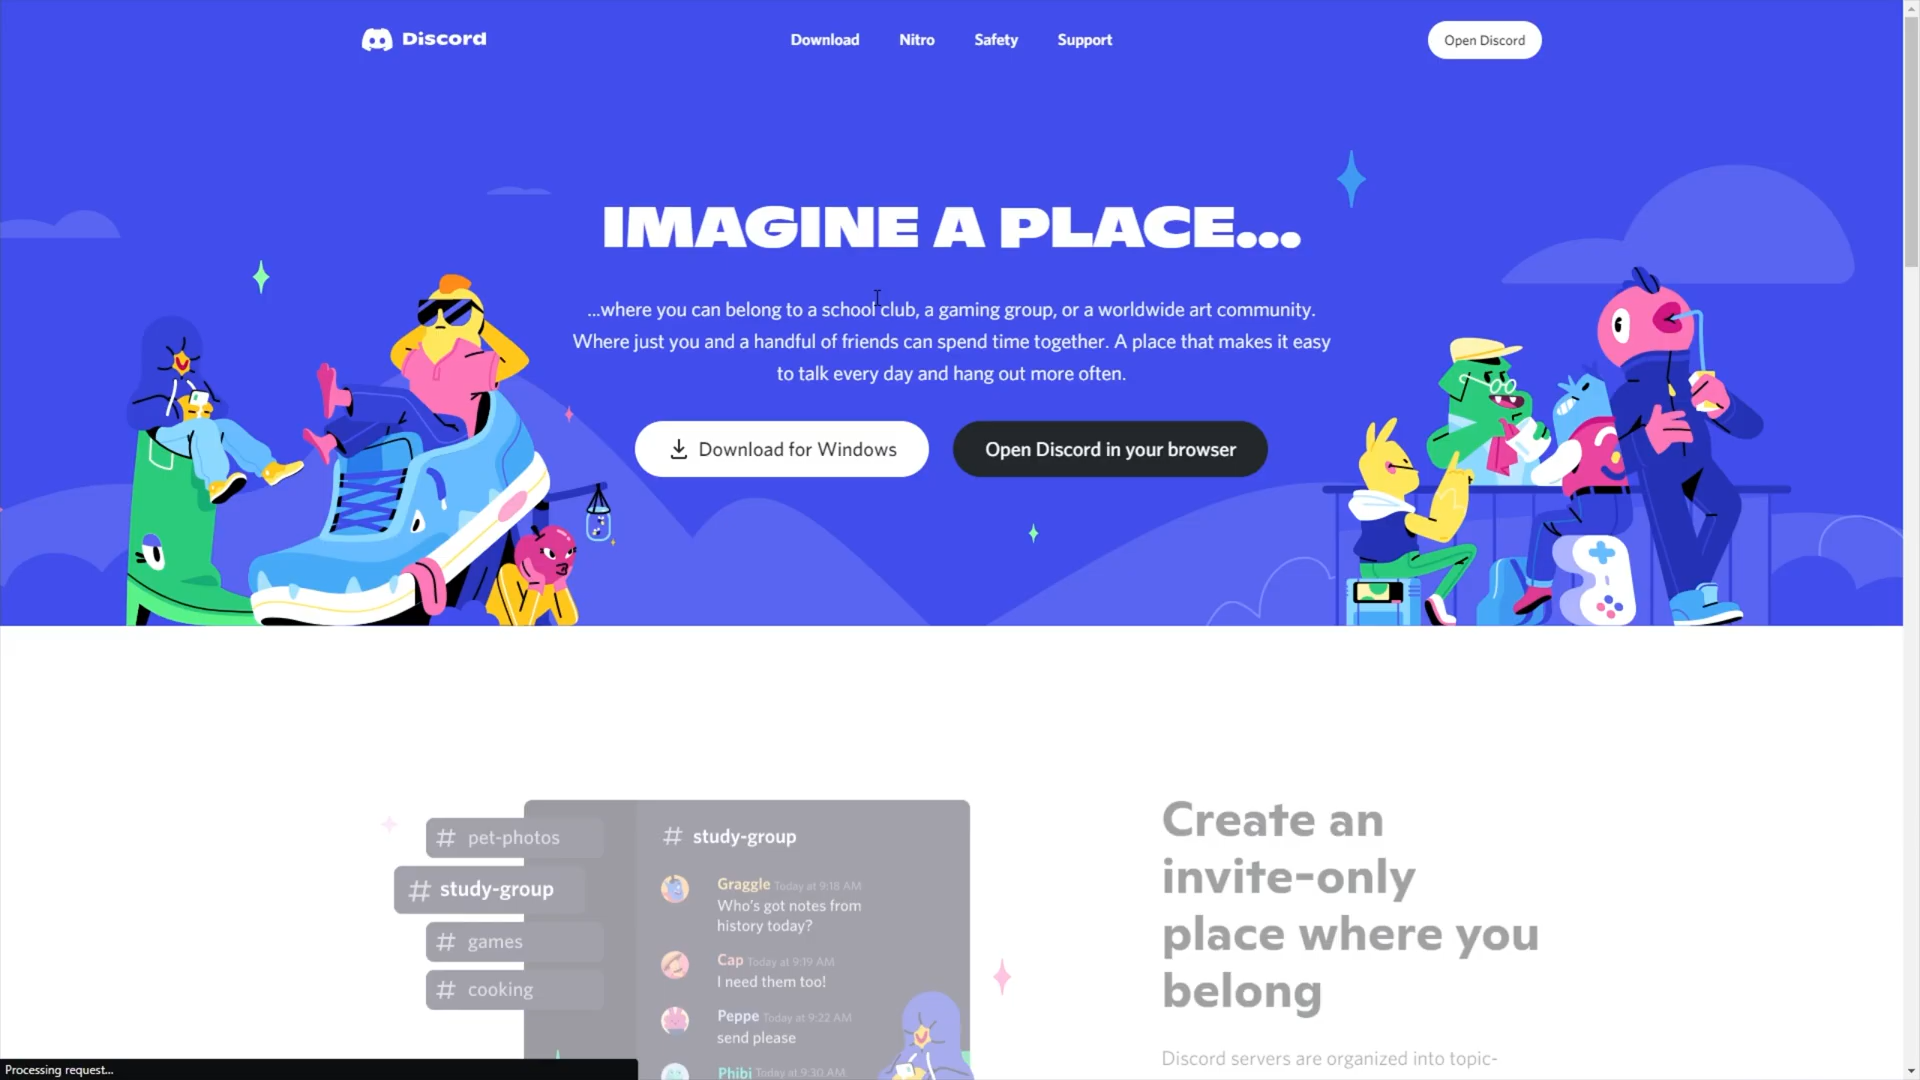 Discord
Download Nitro Safety Support
Open Discord
IMAGINE A PLACE...
...where you can belong to a school club, a gaming group, or a worldwide art community.
Where just you and a handful of friends can spend time together. A place that makes it easy
to talk every day and hang out more often.
Download for Windows
Open Discord in your browser
# pet-photos
# study-group
# games
# cooking
# study-group
Graggle Today at 9:18 AM
Who's got notes from
history today?
Cap Today at 9:19 AM
I need them too!
Peppe Today at 9:22 AM
send please
Phibi Today at 9:30 AM
Create an
invite-only
place where you
belong
Discord servers are organized into topic-
Processing request...